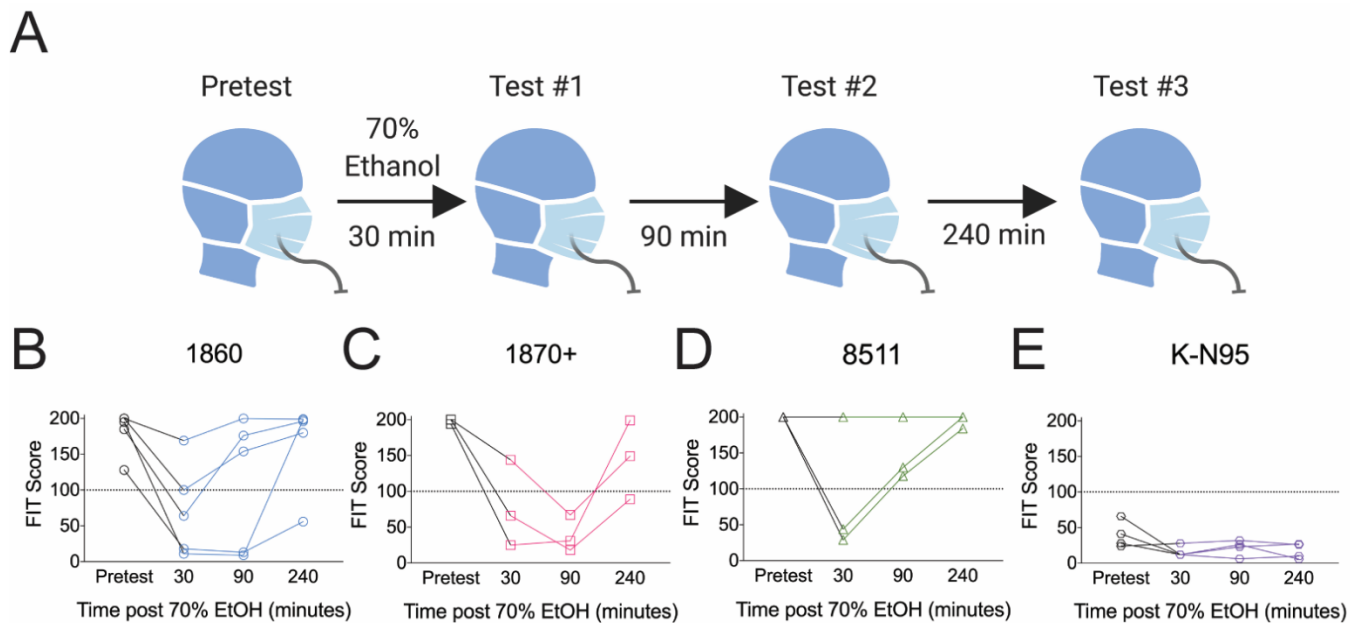 A
Pretest
Test #1
Test #2
Test #3
70%
Ethanol
30 min
90 min
240 min
B
1860
C
1870+
D
8511
E
K-N95
FIT Score
200
150
100
50
0
Pretest 30 90 240
Time post 70% EtOH (minutes)
FIT Score
200
150
100
50
0
Pretest 30 90 240
Time post 70% EtOH (minutes)
FIT Score
200
150
100
50
0
Pretest 30 90 240
Time post 70% EtOH (minutes)
FIT Score
200
150
100
50
0
Pretest 30 90 240
Time post 70% EtOH (minutes)